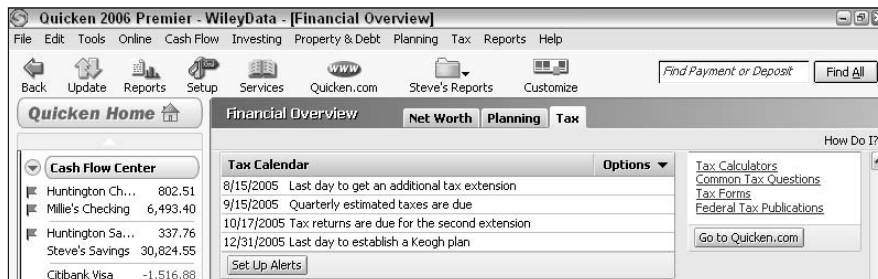 Quicken 2006 Premier - WileyData - [Financial Overview]
File Edit Tools Online Cash Flow Investing Property & Debt Planning Tax Reports Help
Back Update Reports Setup Services Quicken.com Steve's Reports Customize Find Payment or Deposit Find All
Quicken Home Financial Overview Net Worth Planning Tax
How Do I?
Cash Flow Center
Huntington Ch... 802.51
Millie's Checking 6,493.40
Huntington Sa... 337.76
Steve's Savings 30,824.55
Citibank Visa -1,516.88
Tax Calendar Options
8/15/2005 Last day to get an additional tax extension
9/15/2005 Quarterly estimated taxes are due
10/17/2005 Tax returns are due for the second extension
12/31/2005 Last day to establish a Keogh plan
Set Up Alerts
Tax Calculators
Common Tax Questions
Tax Forms
Federal Tax Publications
Go to Quicken.com